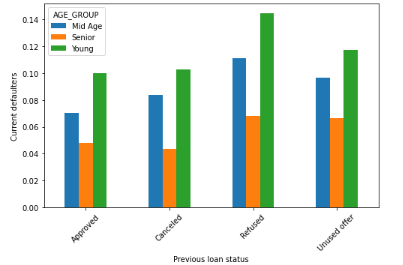 AGE_GROUP
Mid Age
Senior
Young
0.14
0.12
0.10
0.08
0.06
0.04
0.02
0.00
Current defaulters
Approved
Canceled
Refused
Unused offer
Previous loan status